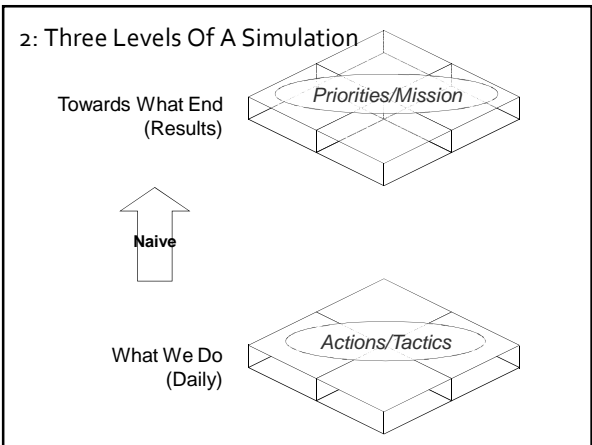 2: Three Levels Of A Simulation
Towards What End
(Results)
Priorities/Mission
Naive
What We Do
(Daily)
Actions/Tactics